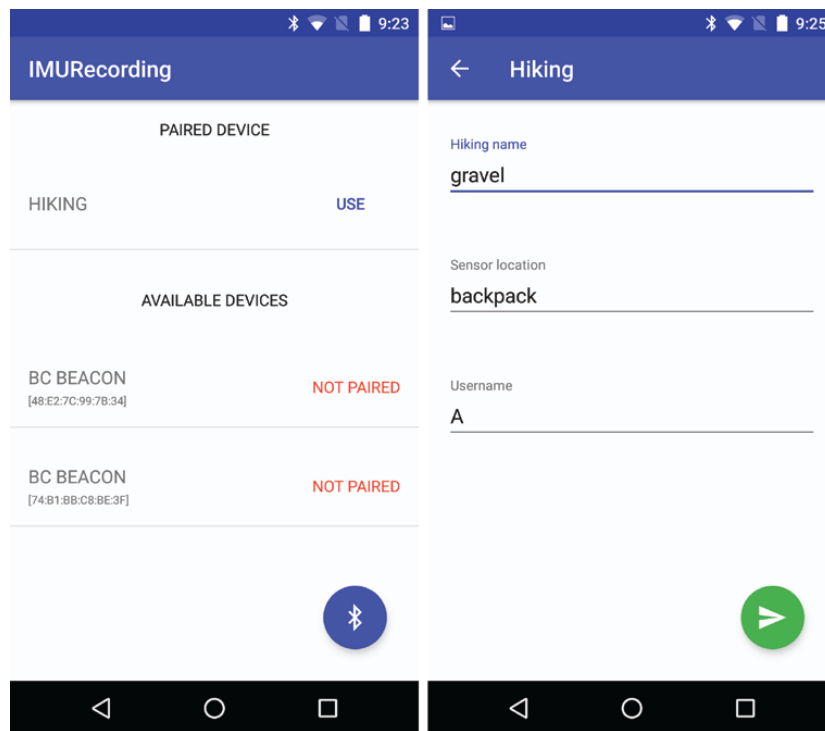 9:23
IMURecording
PAIRED DEVICE
HIKING USE
AVAILABLE DEVICES
BC BEACON
[48:E2:7C:99:7B:34]
NOT PAIRED
BC BEACON
[74:B1:BB:C8:BE:3F]
NOT PAIRED
9:25
Hiking
Hiking name
gravel
Sensor location
backpack
Username
A